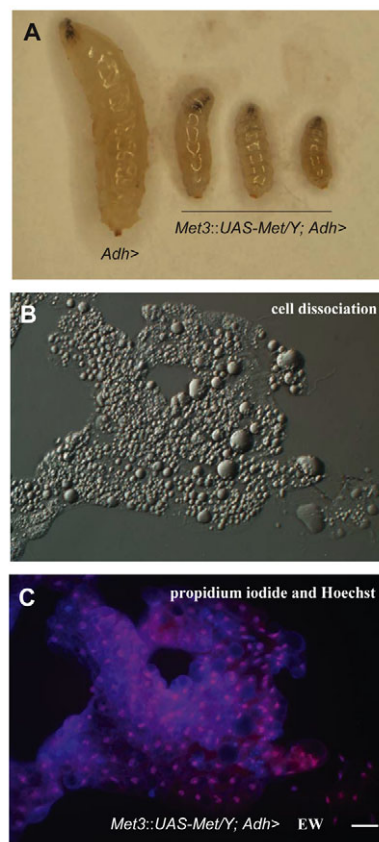 A
Adh>
Met3::UAS-Met/Y; Adh>
B
cell dissociation
C
propidium iodide and Hoechst
Met3::UAS-Met/Y; Adh> EW